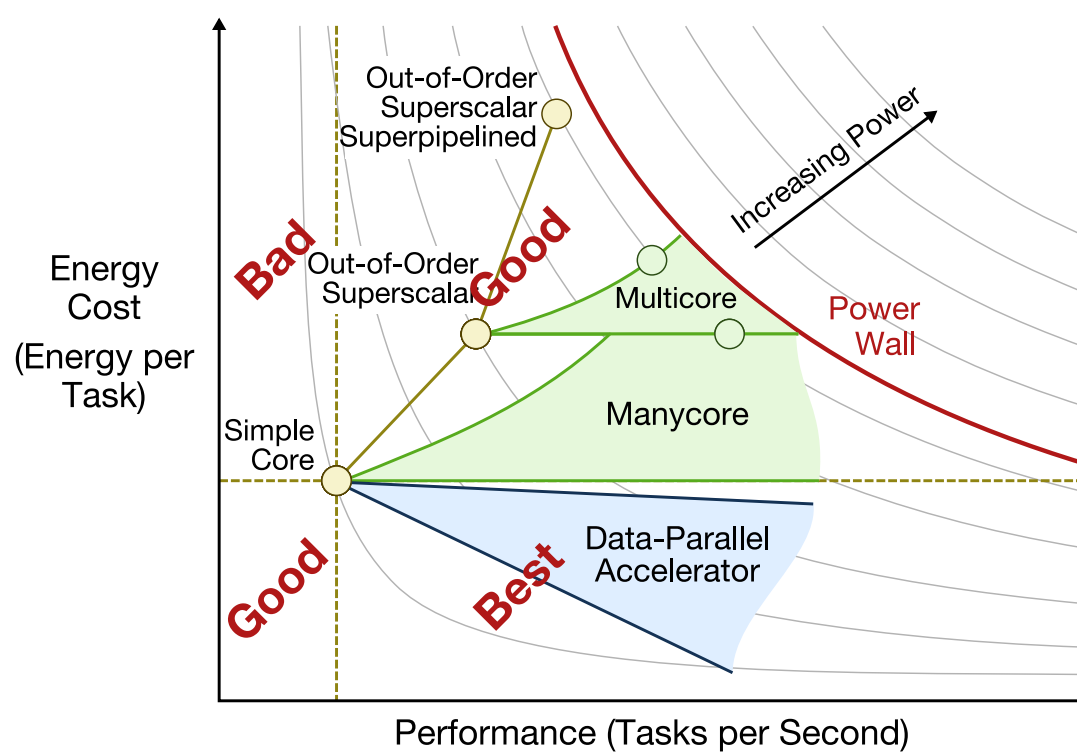 Out-of-Order
Superscalar
Superpipelined
Increasing Power
Bad
Good
Energy
Cost
(Energy per
Task)
Out-of-Order
Superscalar
Multicore
Power
Wall
Manycore
Simple
Core
Data-Parallel
Accelerator
Good
Best
Performance (Tasks per Second)